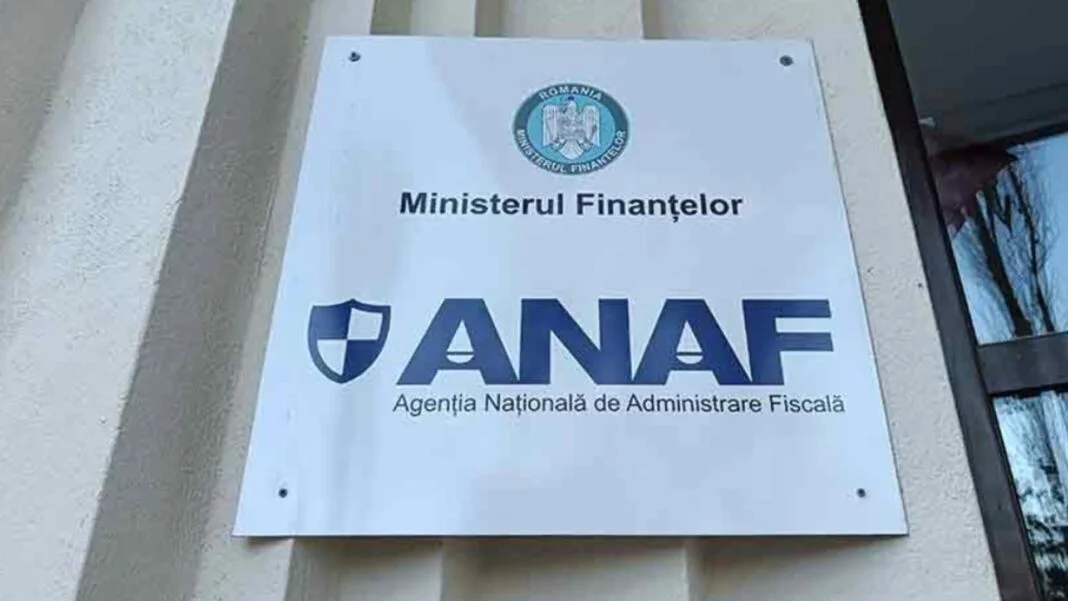 ROMANIA
MINISTERUL FINANȚELOR
Ministerul Finanțelor
ANAF
Agenția Națională de Administrare Fiscală